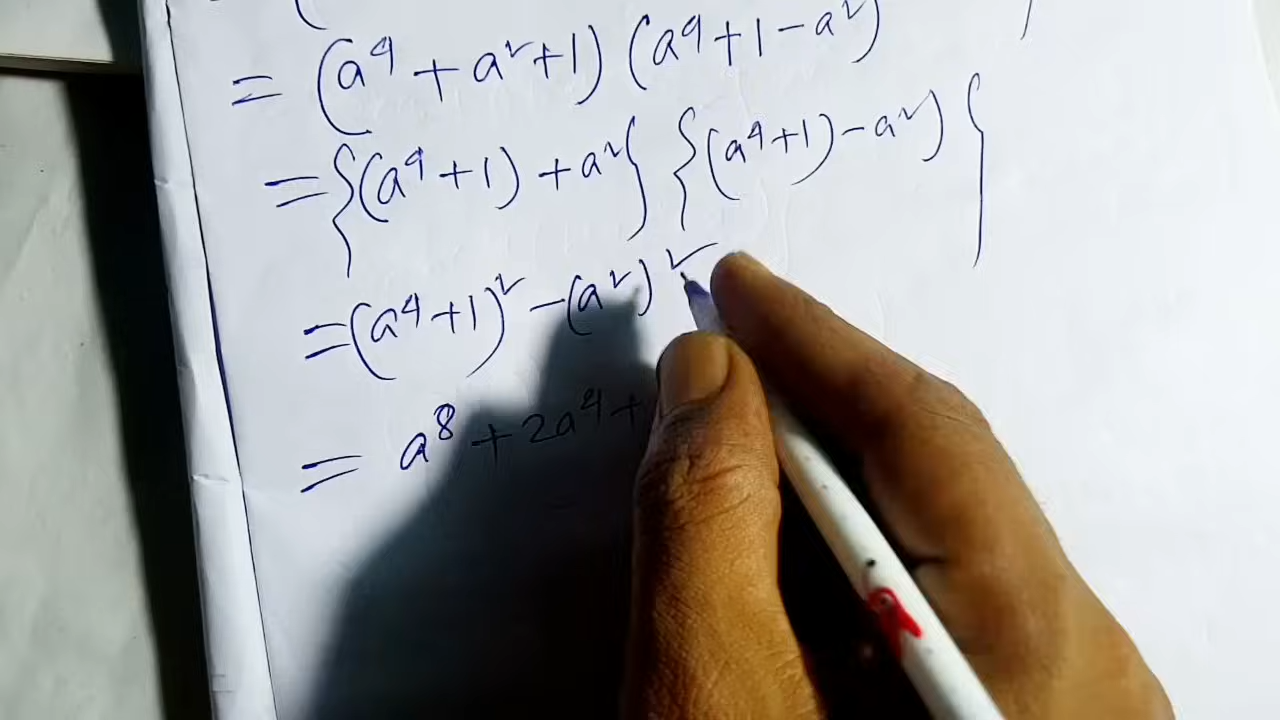 = (a⁴ + a² + 1) (a⁴ + 1 - a²)
= {(a⁴ + 1) + a²} {(a⁴ + 1) - a²)}
= (a⁴ + 1)² - (a²)²
= a⁸ + 2a⁴ +